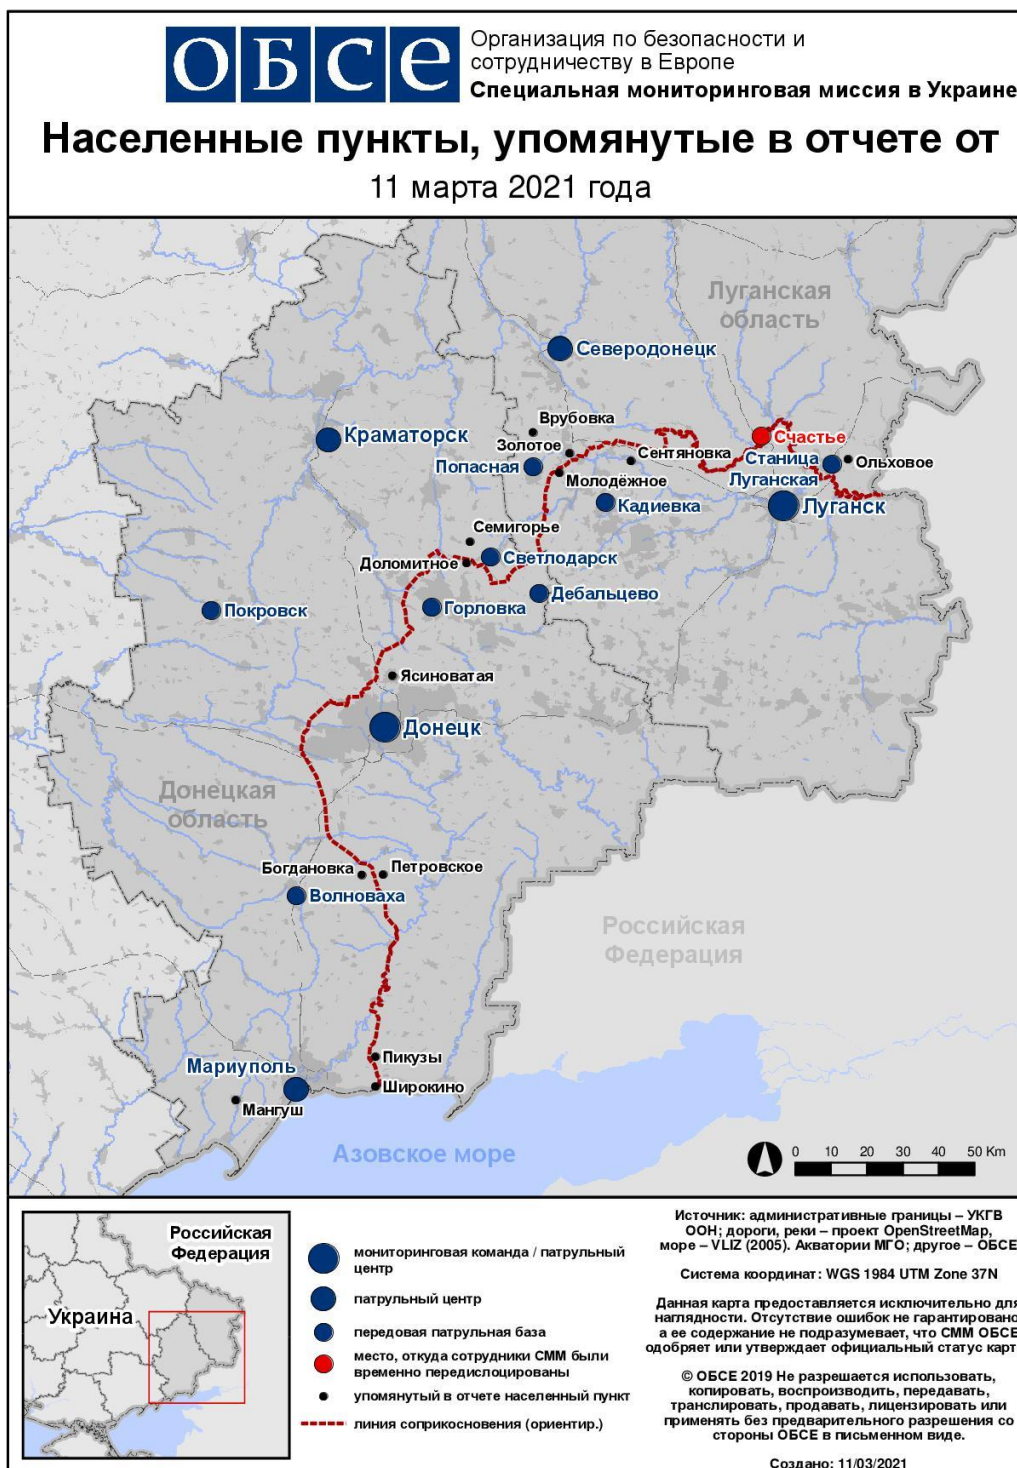 ОБСЕ
Организация по безопасности и
сотрудничеству в Европе
Специальная мониторинговая миссия в Украине
Населенные пункты, упомянутые в отчете от
11 марта 2021 года
Луганская
область
Северодонецк
Врубовка
Краматорск
Золотое
Счастье
Попасная
Сентяновка
Станица
Луганская
Ольховое
Молодёжное
Кадиевка
Луганск
Семигорье
Светлодарск
Доломитное
Дебальцево
Покровск
Горловка
Ясиноватая
Донецк
Донецкая
область
Богдановка
Петровское
Волноваха
Российская
Федерация
Пикузы
Мариуполь
Широкино
Мангуш
Азовское море
0 10 20 30 40 50 Km
Российская
Федерация
Украина
мониторинговая команда / патрульный
центр
патрульный центр
передовая патрульная база
место, откуда сотрудники СММ были
временно передислоцированы
упомянутый в отчете населенный пункт
линия соприкосновения (ориентир.)
Источник: административные границы – УКГВ
ООН; дороги, реки – проект OpenStreetMap,
море – VLIZ (2005). Акватории МГО; другое – ОБСЕ
Система координат: WGS 1984 UTM Zone 37N
Данная карта предоставляется исключительно для
наглядности. Отсутствие ошибок не гарантировано,
а ее содержание не подразумевает, что СММ ОБСЕ
одобряет или утверждает официальный статус карт
© ОБСЕ 2019 Не разрешается использовать,
копировать, воспроизводить, передавать,
транслировать, продавать, лицензировать или
применять без предварительного разрешения со
стороны ОБСЕ в письменном виде.
Создано: 11/03/2021